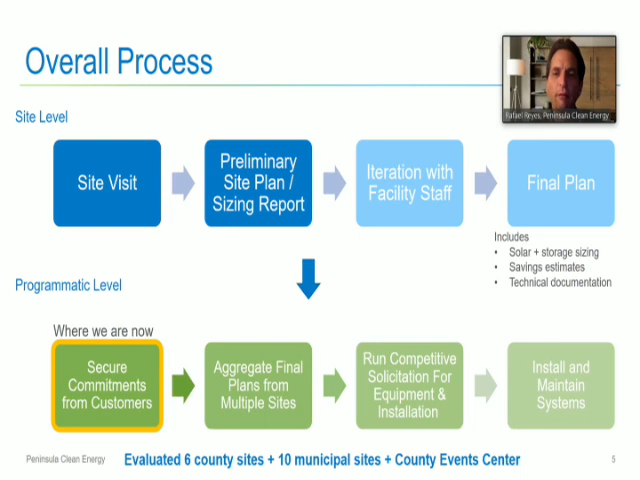 Overall Process
Rafael Reyes, Peninsula Clean Energy
Site Level
Site Visit
Preliminary
Site Plan /
Sizing Report
Iteration with
Facility Staff
Final Plan
Includes
• Solar + storage sizing
• Savings estimates
• Technical documentation
Programmatic Level
Where we are now
Secure
Commitments
from Customers
Aggregate Final
Plans from
Multiple Sites
Run Competitive
Solicitation For
Equipment &
Installation
Install and
Maintain
Systems
Peninsula Clean Energy
Evaluated 6 county sites + 10 municipal sites + County Events Center
5